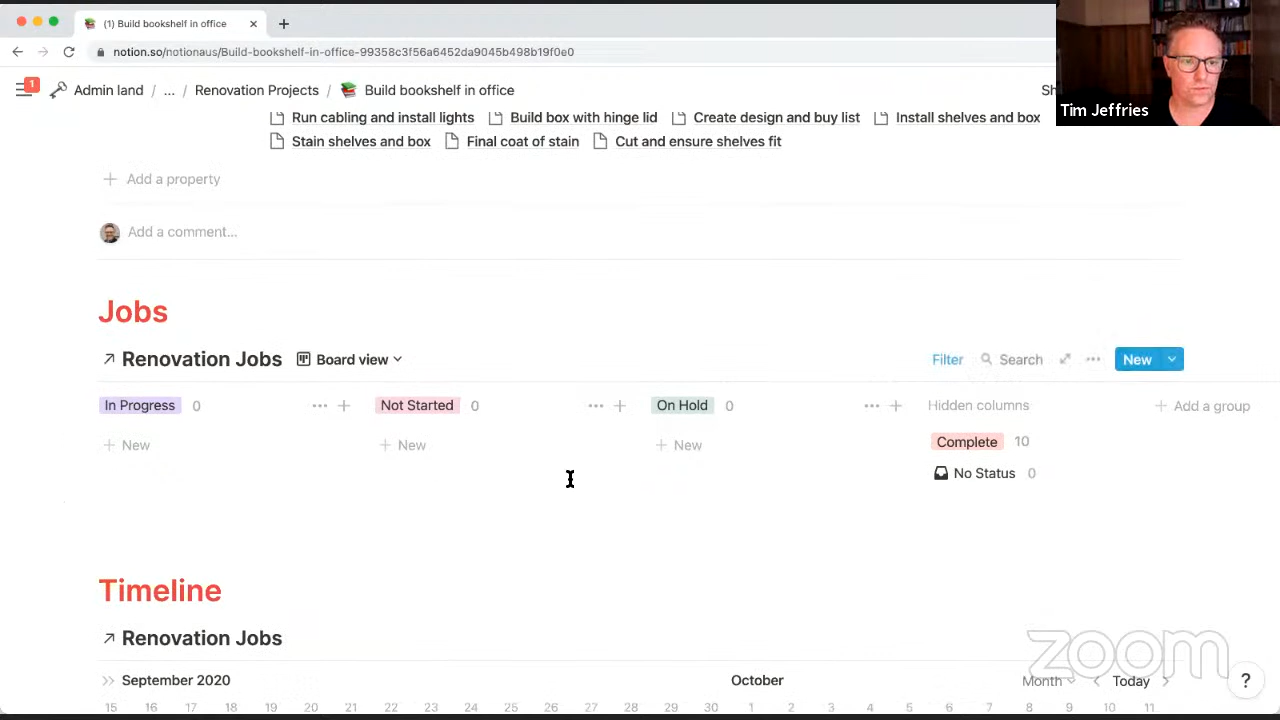 (1) Build bookshelf in office
notion.so/notionaus/Build-bookshelf-in-office-99358c3f56a6452da9045b498b19f0e0
1 Admin land / ... / Renovation Projects / Build bookshelf in office Sh
Tim Jeffries
Run cabling and install lights Build box with hinge lid Create design and buy list Install shelves and box
Stain shelves and box Final coat of stain Cut and ensure shelves fit
Add a property
Add a comment...
Jobs
Renovation Jobs Board view Filter Search ... New
In Progress 0 ... + Not Started 0 ... + On Hold 0 ... + Hidden columns + Add a group
+ New + New + New Complete 10
No Status 0
Timeline
Renovation Jobs
zoom
September 2020 October Month Today ?
15 16 17 18 19 20 21 22 23 24 25 26 27 28 29 30 1 2 3 4 5 6 7 8 9 10 11